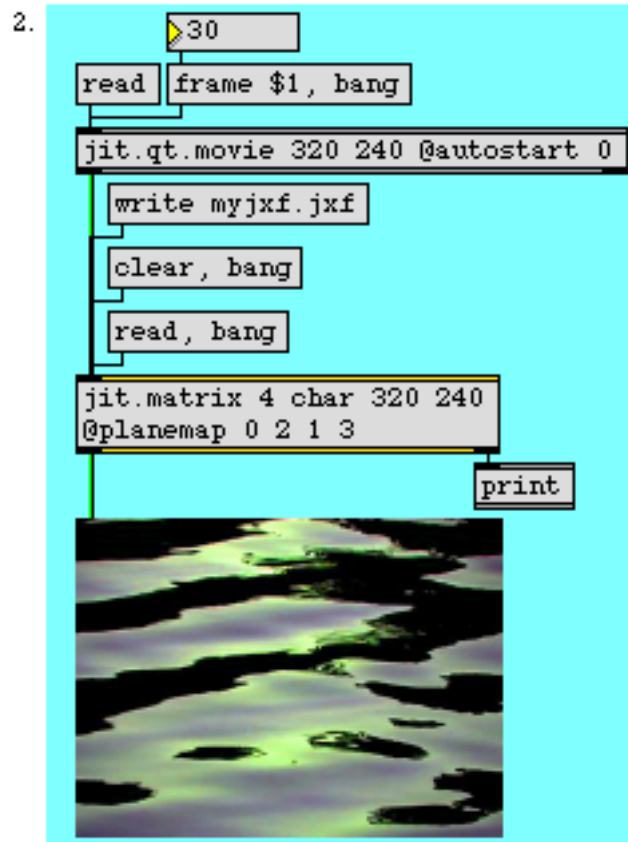 2.
30
read
frame $1, bang
jit.qt.movie 320 240 @autostart 0
write myjxf.jxf
clear, bang
read, bang
jit.matrix 4 char 320 240
@planemap 0 2 1 3
print